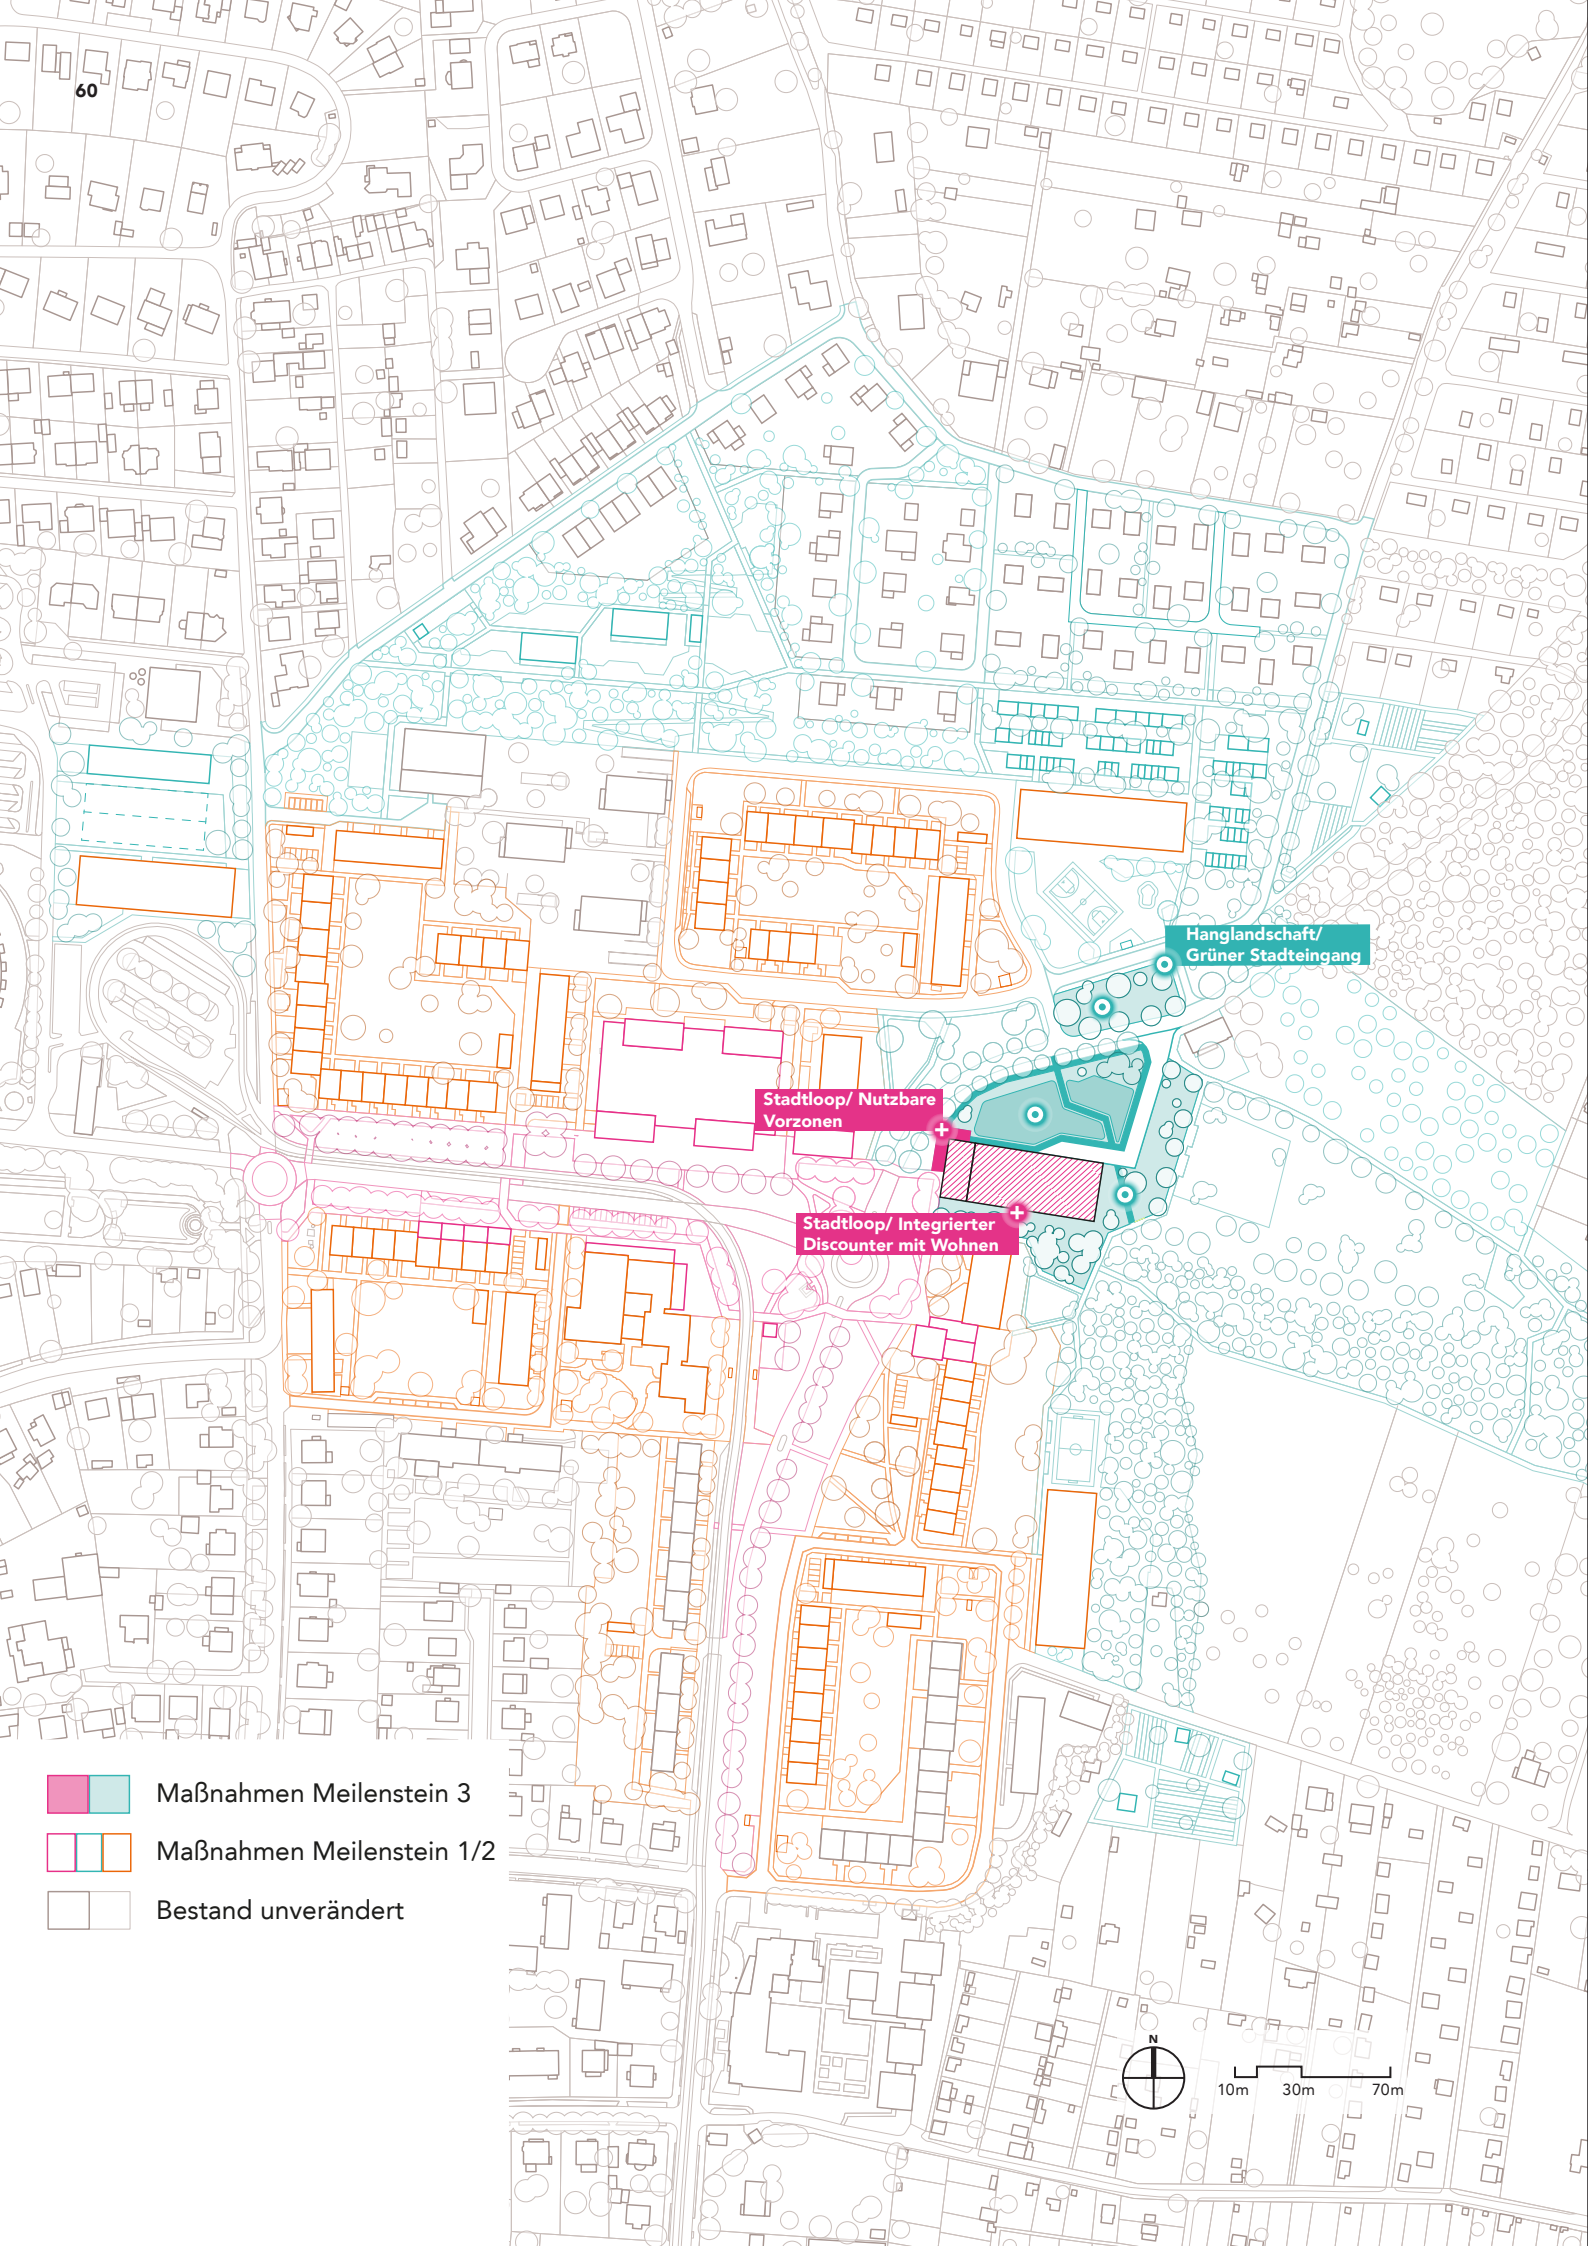 60
Hanglandschaft/
Grüner Stadteingang
Stadtloop/ Nutzbare
Vorzonen
Stadtloop/ Integrierter
Discounter mit Wohnen
Maßnahmen Meilenstein 3
Maßnahmen Meilenstein 1/2
Bestand unverändert
N
10m 30m 70m